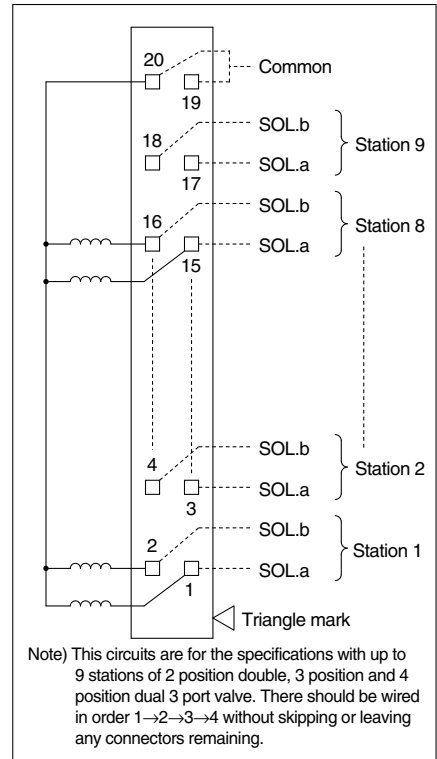 20
Common
19
SOL.b
18
Station 9
SOL.a
17
SOL.b
16
Station 8
SOL.a
15
SOL.b
4
Station 2
SOL.a
3
SOL.b
2
Station 1
SOL.a
1
Triangle mark
Note) This circuits are for the specifications with up to
9 stations of 2 position double, 3 position and 4
position dual 3 port valve. There should be wired
in order 1→2→3→4 without skipping or leaving
any connectors remaining.